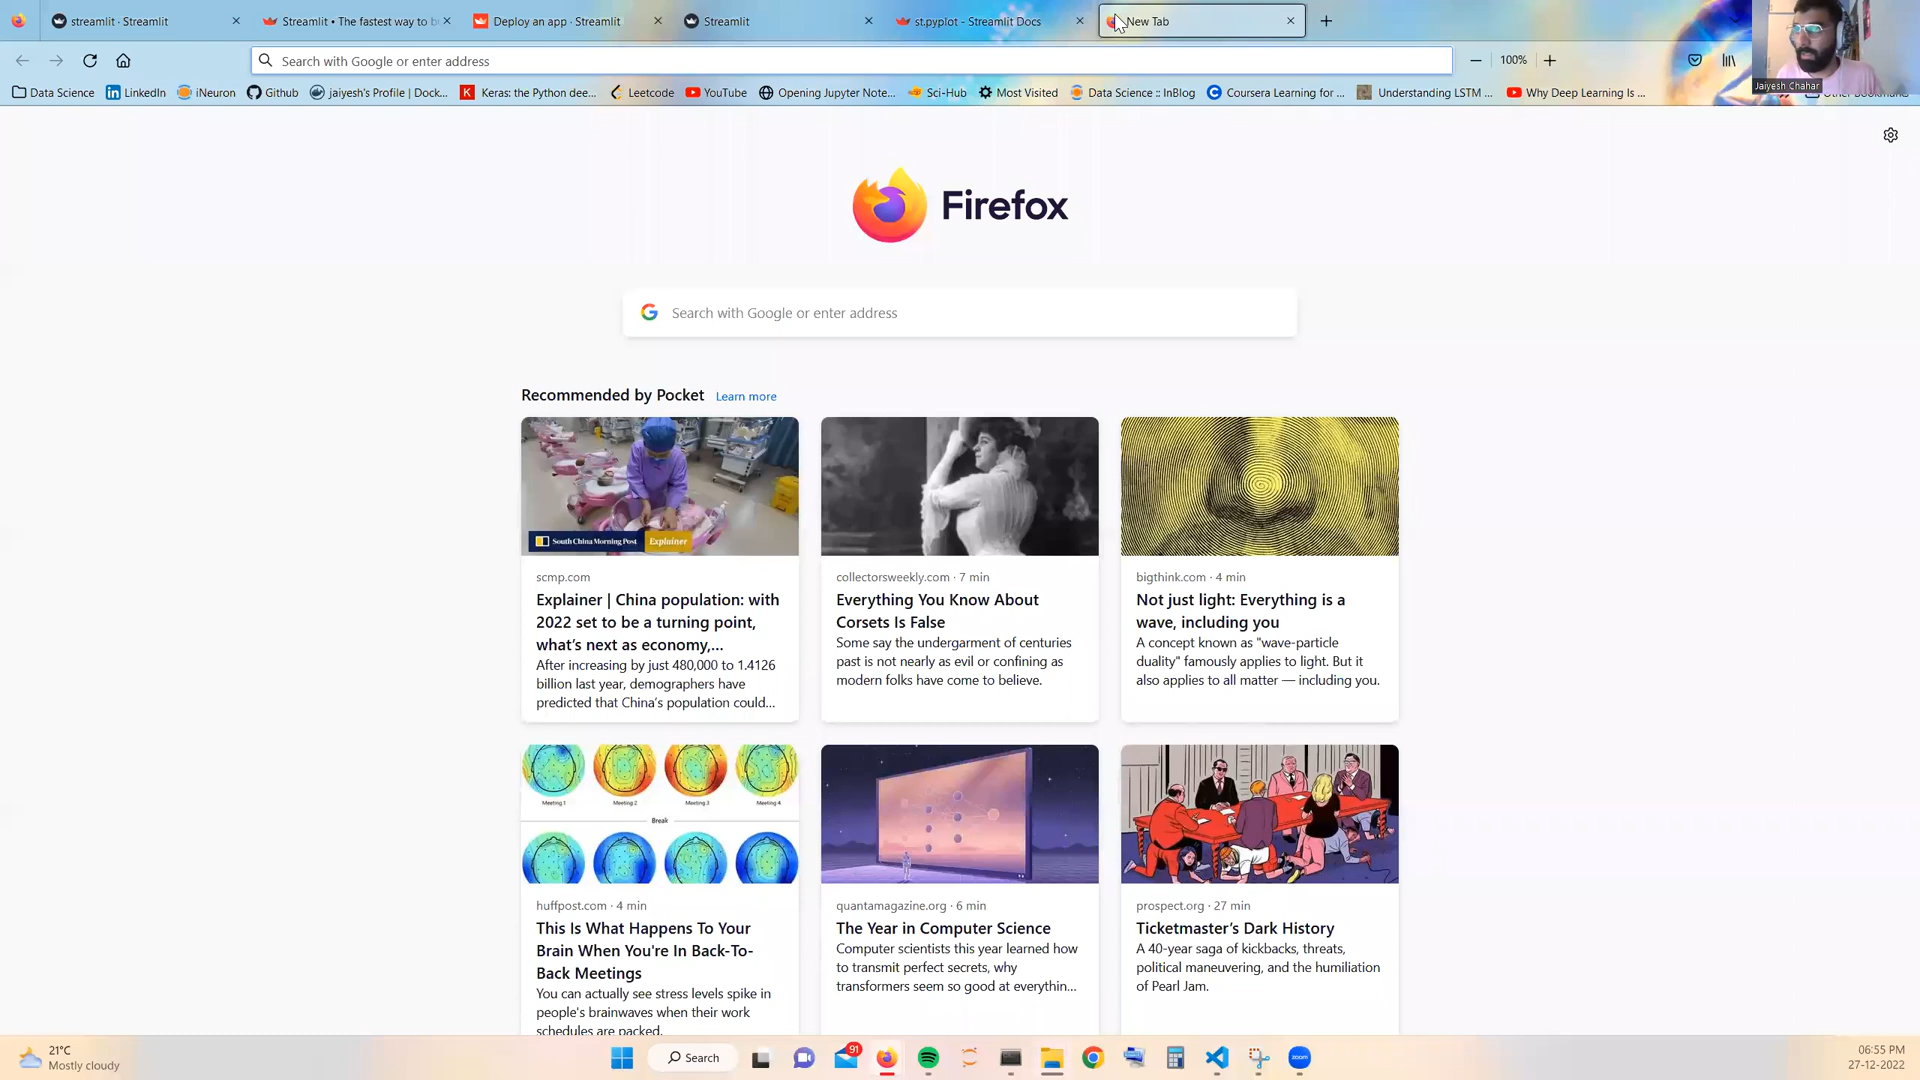 streamlit · Streamlit
Streamlit • The fastest way to b
Deploy an app · Streamlit
Streamlit
st.pyplot - Streamlit Docs
New Tab
Search with Google or enter address
100%
Data Science
LinkedIn
iNeuron
Github
jaiyesh's Profile | Dock...
Keras: the Python dee...
Leetcode
YouTube
Opening Jupyter Note...
Sci-Hub
Most Visited
Data Science :: InBlog
Coursera Learning for ...
Understanding LSTM ...
Why Deep Learning Is ...
Other Bookmarks
Jaiyesh Chahar
Firefox
Search with Google or enter address
Recommended by Pocket Learn more
South China Morning Post Explainer
scmp.com
Explainer | China population: with
2022 set to be a turning point,
what's next as economy,...
After increasing by just 480,000 to 1.4126
billion last year, demographers have
predicted that China's population could...
collectorsweekly.com · 7 min
Everything You Know About
Corsets Is False
Some say the undergarment of centuries
past is not nearly as evil or confining as
modern folks have come to believe.
bigthink.com · 4 min
Not just light: Everything is a
wave, including you
A concept known as "wave-particle
duality" famously applies to light. But it
also applies to all matter — including you.
Meeting 1 Meeting 2 Meeting 3 Meeting 4
Break
huffpost.com · 4 min
This Is What Happens To Your
Brain When You're In Back-To-
Back Meetings
You can actually see stress levels spike in
people's brainwaves when their work
schedules are packed.
quantamagazine.org · 6 min
The Year in Computer Science
Computer scientists this year learned how
to transmit perfect secrets, why
transformers seem so good at everythin...
prospect.org · 27 min
Ticketmaster's Dark History
A 40-year saga of kickbacks, threats,
political maneuvering, and the humiliation
of Pearl Jam.
21°C
Mostly cloudy
Search
91
zoom
06:55 PM
27-12-2022